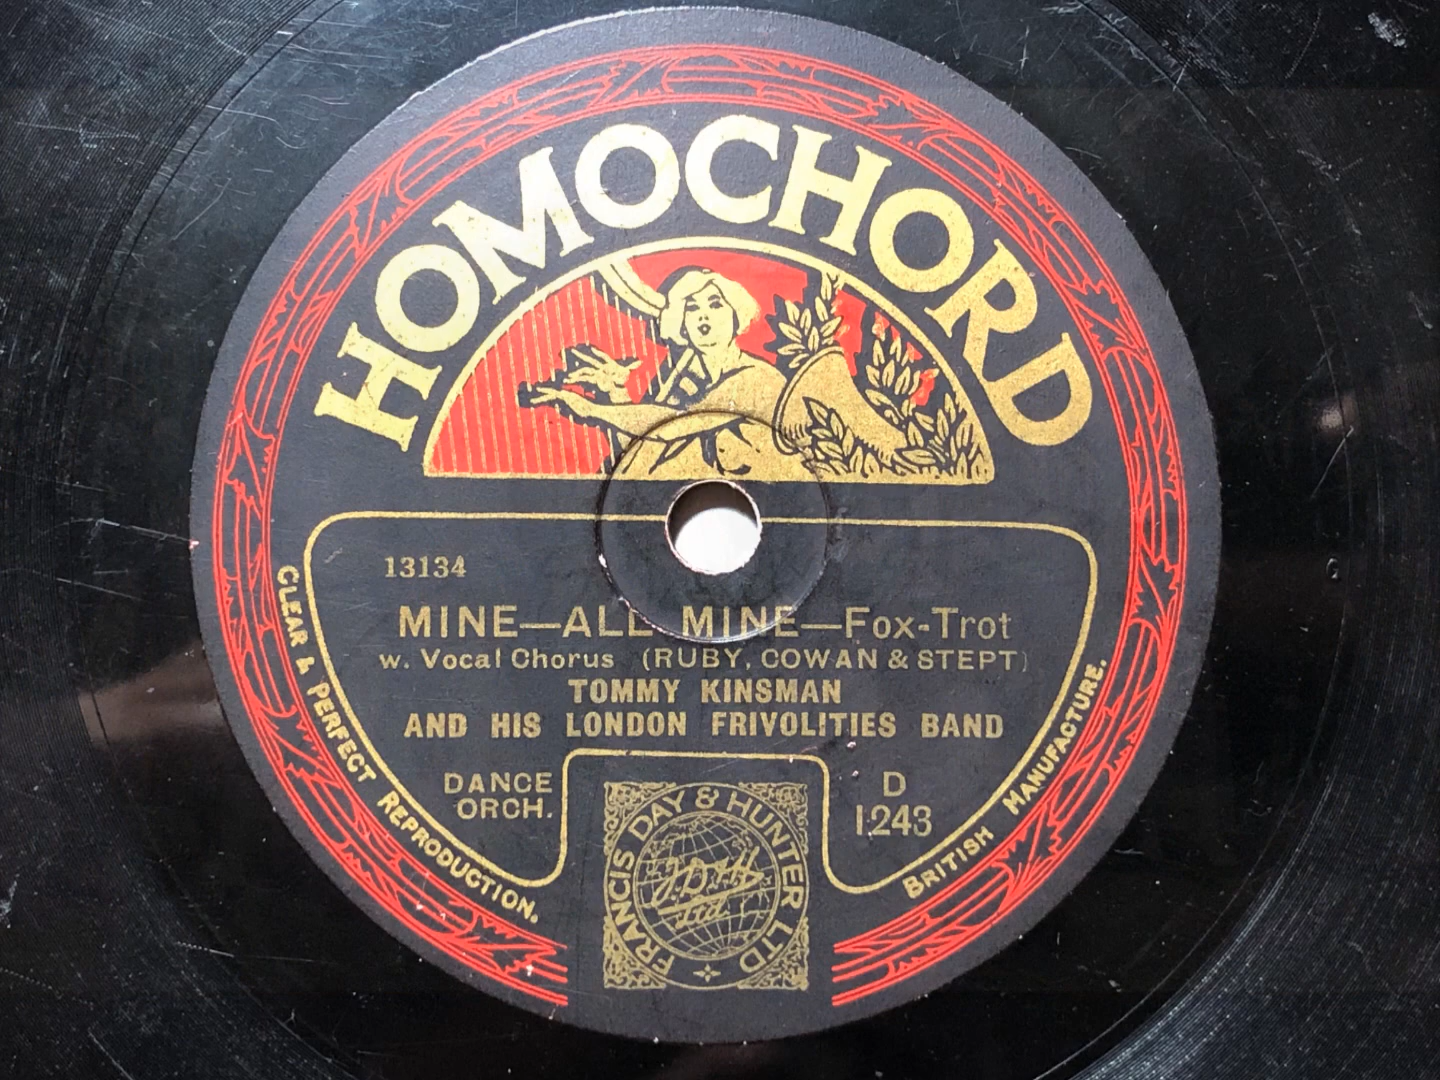 HOMOCHORD
13134
MINE—ALL MINE—Fox-Trot
w. Vocal Chorus (RUBY, COWAN & STEPT)
TOMMY KINSMAN
AND HIS LONDON FRIVOLITIES BAND
DANCE
ORCH.
D
1243
CLEAR & PERFECT REPRODUCTION.
BRITISH MANUFACTURE.
FRANCIS DAY & HUNTER LTD
F.D.&H.
Ltd.